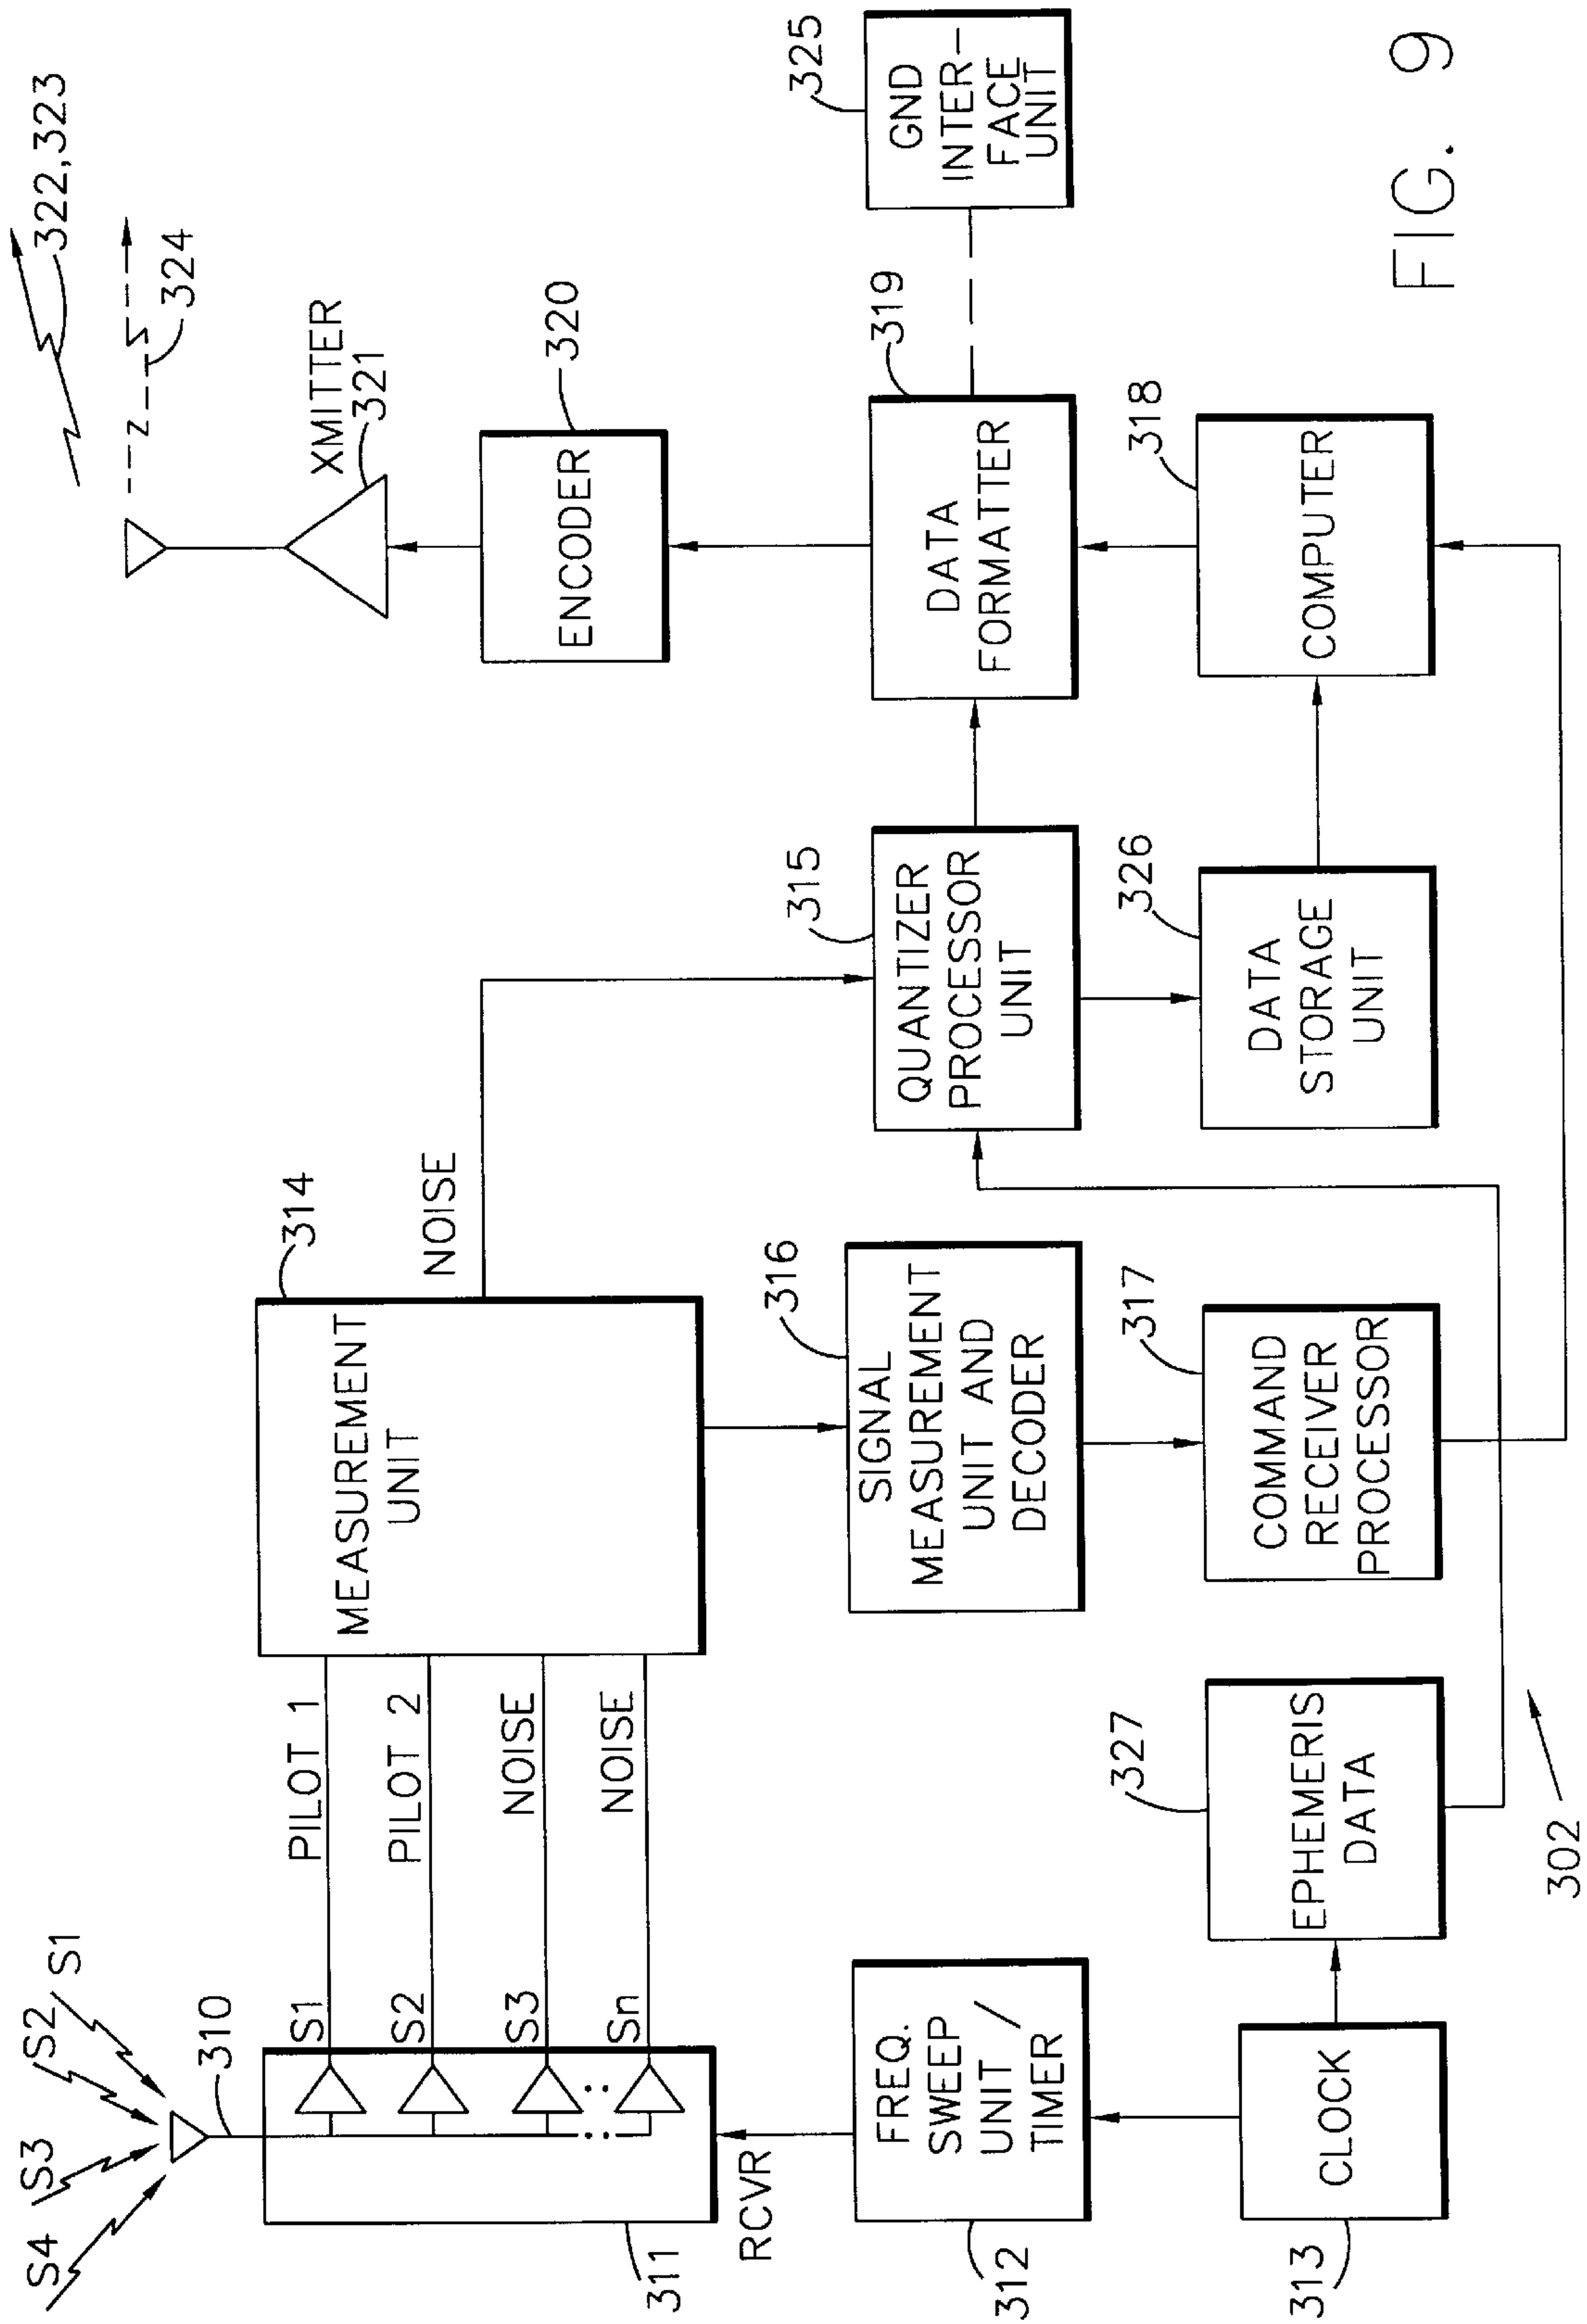 S4
S3
S2
S1
310
311
RCVR
S1
S2
S3
Sn
PILOT 1
PILOT 2
NOISE
NOISE
314
MEASUREMENT
UNIT
NOISE
XMITTER
321
322,323
324
312
FREQ.
SWEEP
UNIT /
TIMER
316
SIGNAL
MEASUREMENT
UNIT AND
DECODER
315
QUANTIZER
PROCESSOR
UNIT
320
ENCODER
319
DATA
FORMATTER
325
GND
INTER–
FACE
UNIT
313
CLOCK
327
EPHEMERIS
DATA
317
COMMAND
RECEIVER
PROCESSOR
326
DATA
STORAGE
UNIT
318
COMPUTER
302
FIG. 9